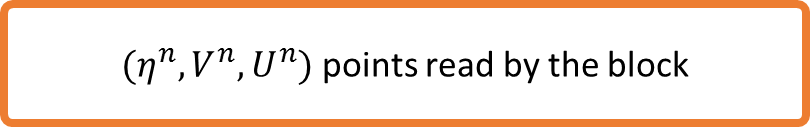 (𝜂ⁿ, 𝑉ⁿ, 𝑈ⁿ) points read by the block